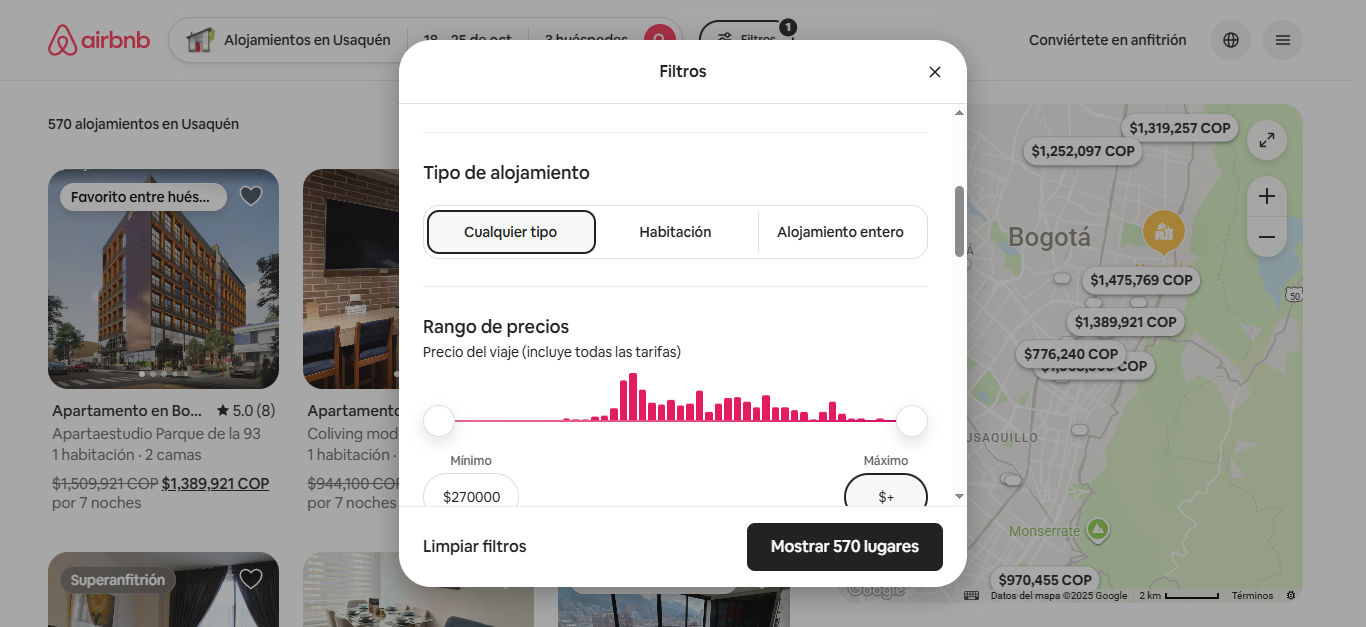 airbnb
Alojamientos en Usaquén
18 – 25 de oct
3 huéspedes
Filtros
1
Conviértete en anfitrión
570 alojamientos en Usaquén
Favorito entre hués...
Apartamento en Bo...
5.0 (8)
Apartaestudio Parque de la 93
1 habitación · 2 camas
$1,509,921 COP $1,389,921 COP
por 7 noches
Superanfitrión
Apartamento
Coliving mod
1 habitación ·
$944,100 COP
por 7 noches
Filtros
Tipo de alojamiento
Cualquier tipo
Habitación
Alojamiento entero
Rango de precios
Precio del viaje (incluye todas las tarifas)
Mínimo
$270000
Máximo
$+
Limpiar filtros
Mostrar 570 lugares
$1,319,257 COP
$1,252,097 COP
Bogotá
$1,475,769 COP
50
$1,389,921 COP
$776,240 COP
COP
USAQUILLO
Monserrate
$970,455 COP
Google
Datos del mapa ©2025 Google
2 km
Términos